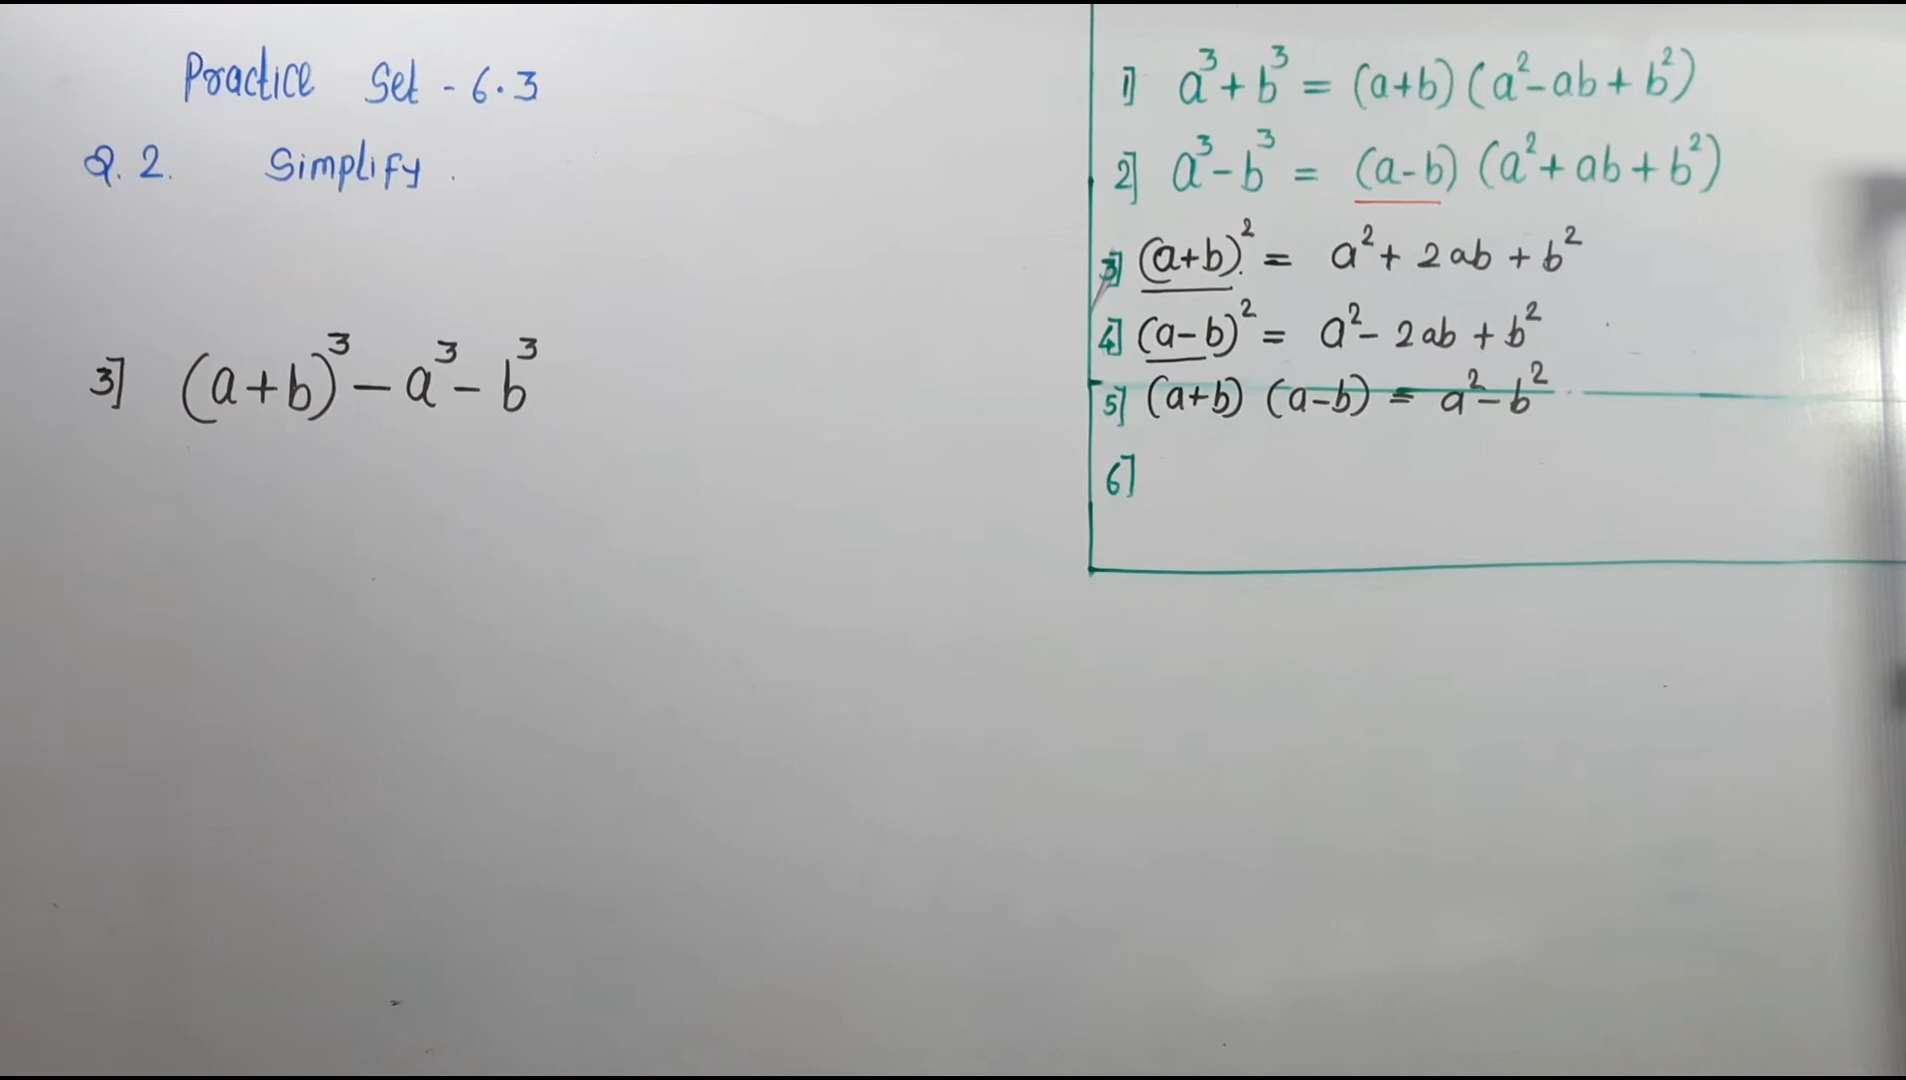 Practice Set - 6.3
Q. 2. Simplify.
3] (a+b)³ - a³ - b³
1] a³ + b³ = (a+b) (a² - ab + b²)
2] a³ - b³ = (a-b) (a² + ab + b²)
3] (a+b)² = a² + 2ab + b²
4] (a-b)² = a² - 2ab + b²
5] (a+b) (a-b) = a² - b²
6]